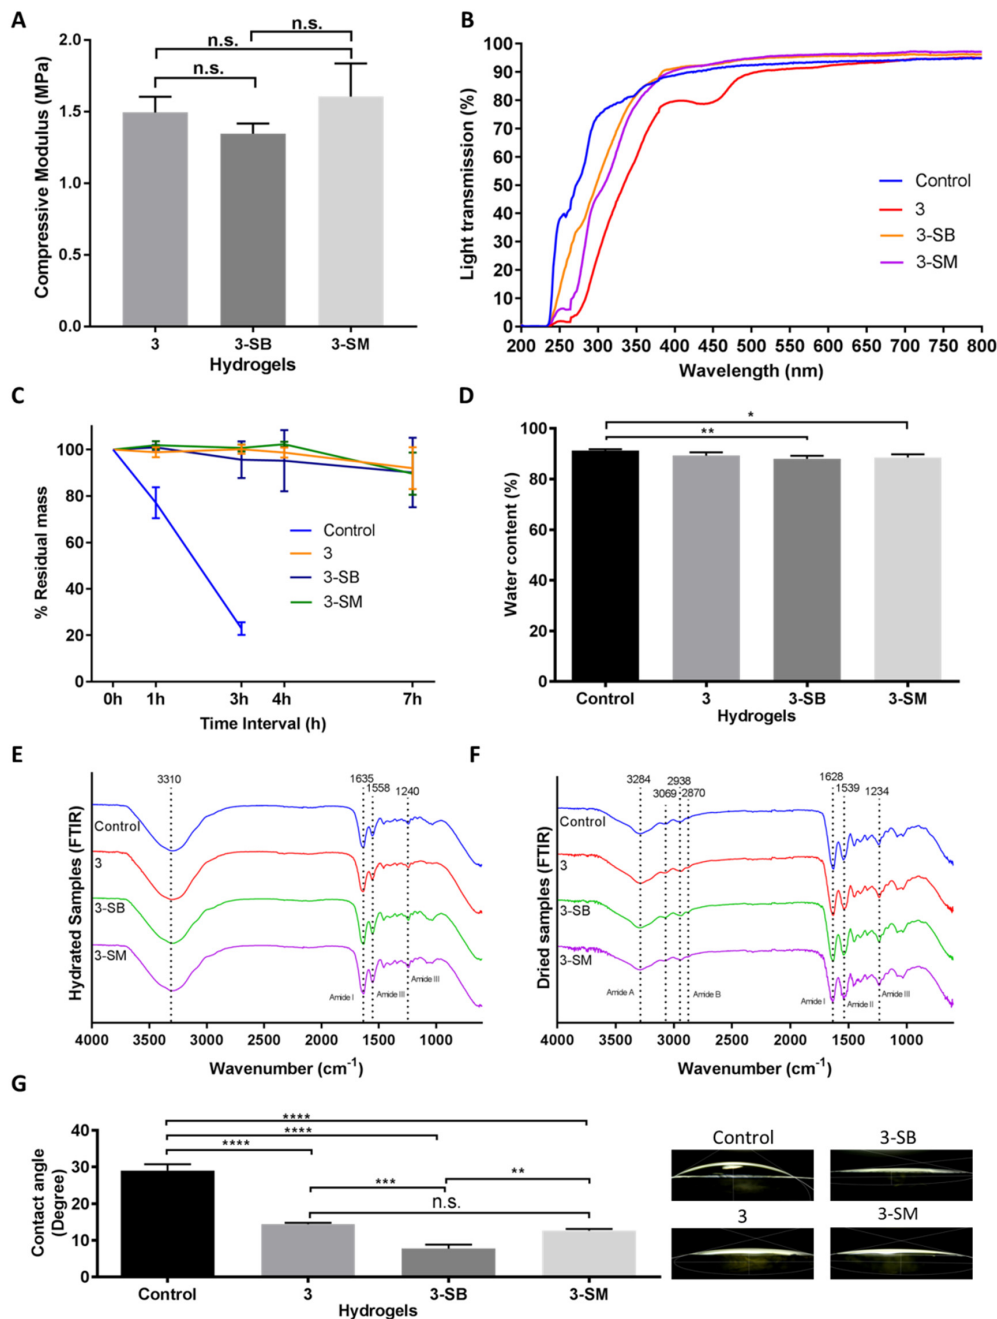 A
2.0
1.5
1.0
0.5
0.0
Compressive Modulus (MPa)
n.s.
n.s.
n.s.
3
3-SB
3-SM
Hydrogels
B
100
90
80
70
60
50
40
30
20
10
0
Light transmission (%)
Control
3
3-SB
3-SM
200 250 300 350 400 450 500 550 600 650 700 750 800
Wavelength (nm)
C
100
80
60
40
20
0
% Residual mass
Control
3
3-SB
3-SM
0h 1h 3h 4h 7h
Time Interval (h)
D
100
80
60
40
20
0
Water content (%)
*
**
Control 3 3-SB 3-SM
Hydrogels
E
Hydrated Samples (FTIR)
3310
1635
1558
1240
Control
3
3-SB
3-SM
Amide I
Amide III
Amide III
4000 3500 3000 2500 2000 1500 1000
Wavenumber (cm-1)
F
Dried samples (FTIR)
3284
3069
2938
2870
1628
1539
1234
Control
3
3-SB
3-SM
Amide A
Amide B
Amide I
Amide II
Amide III
4000 3500 3000 2500 2000 1500 1000
Wavenumber (cm-1)
G
40
30
20
10
0
Contact angle
(Degree)
****
****
****
***
**
n.s.
Control 3 3-SB 3-SM
Hydrogels
Control 3-SB
3 3-SM